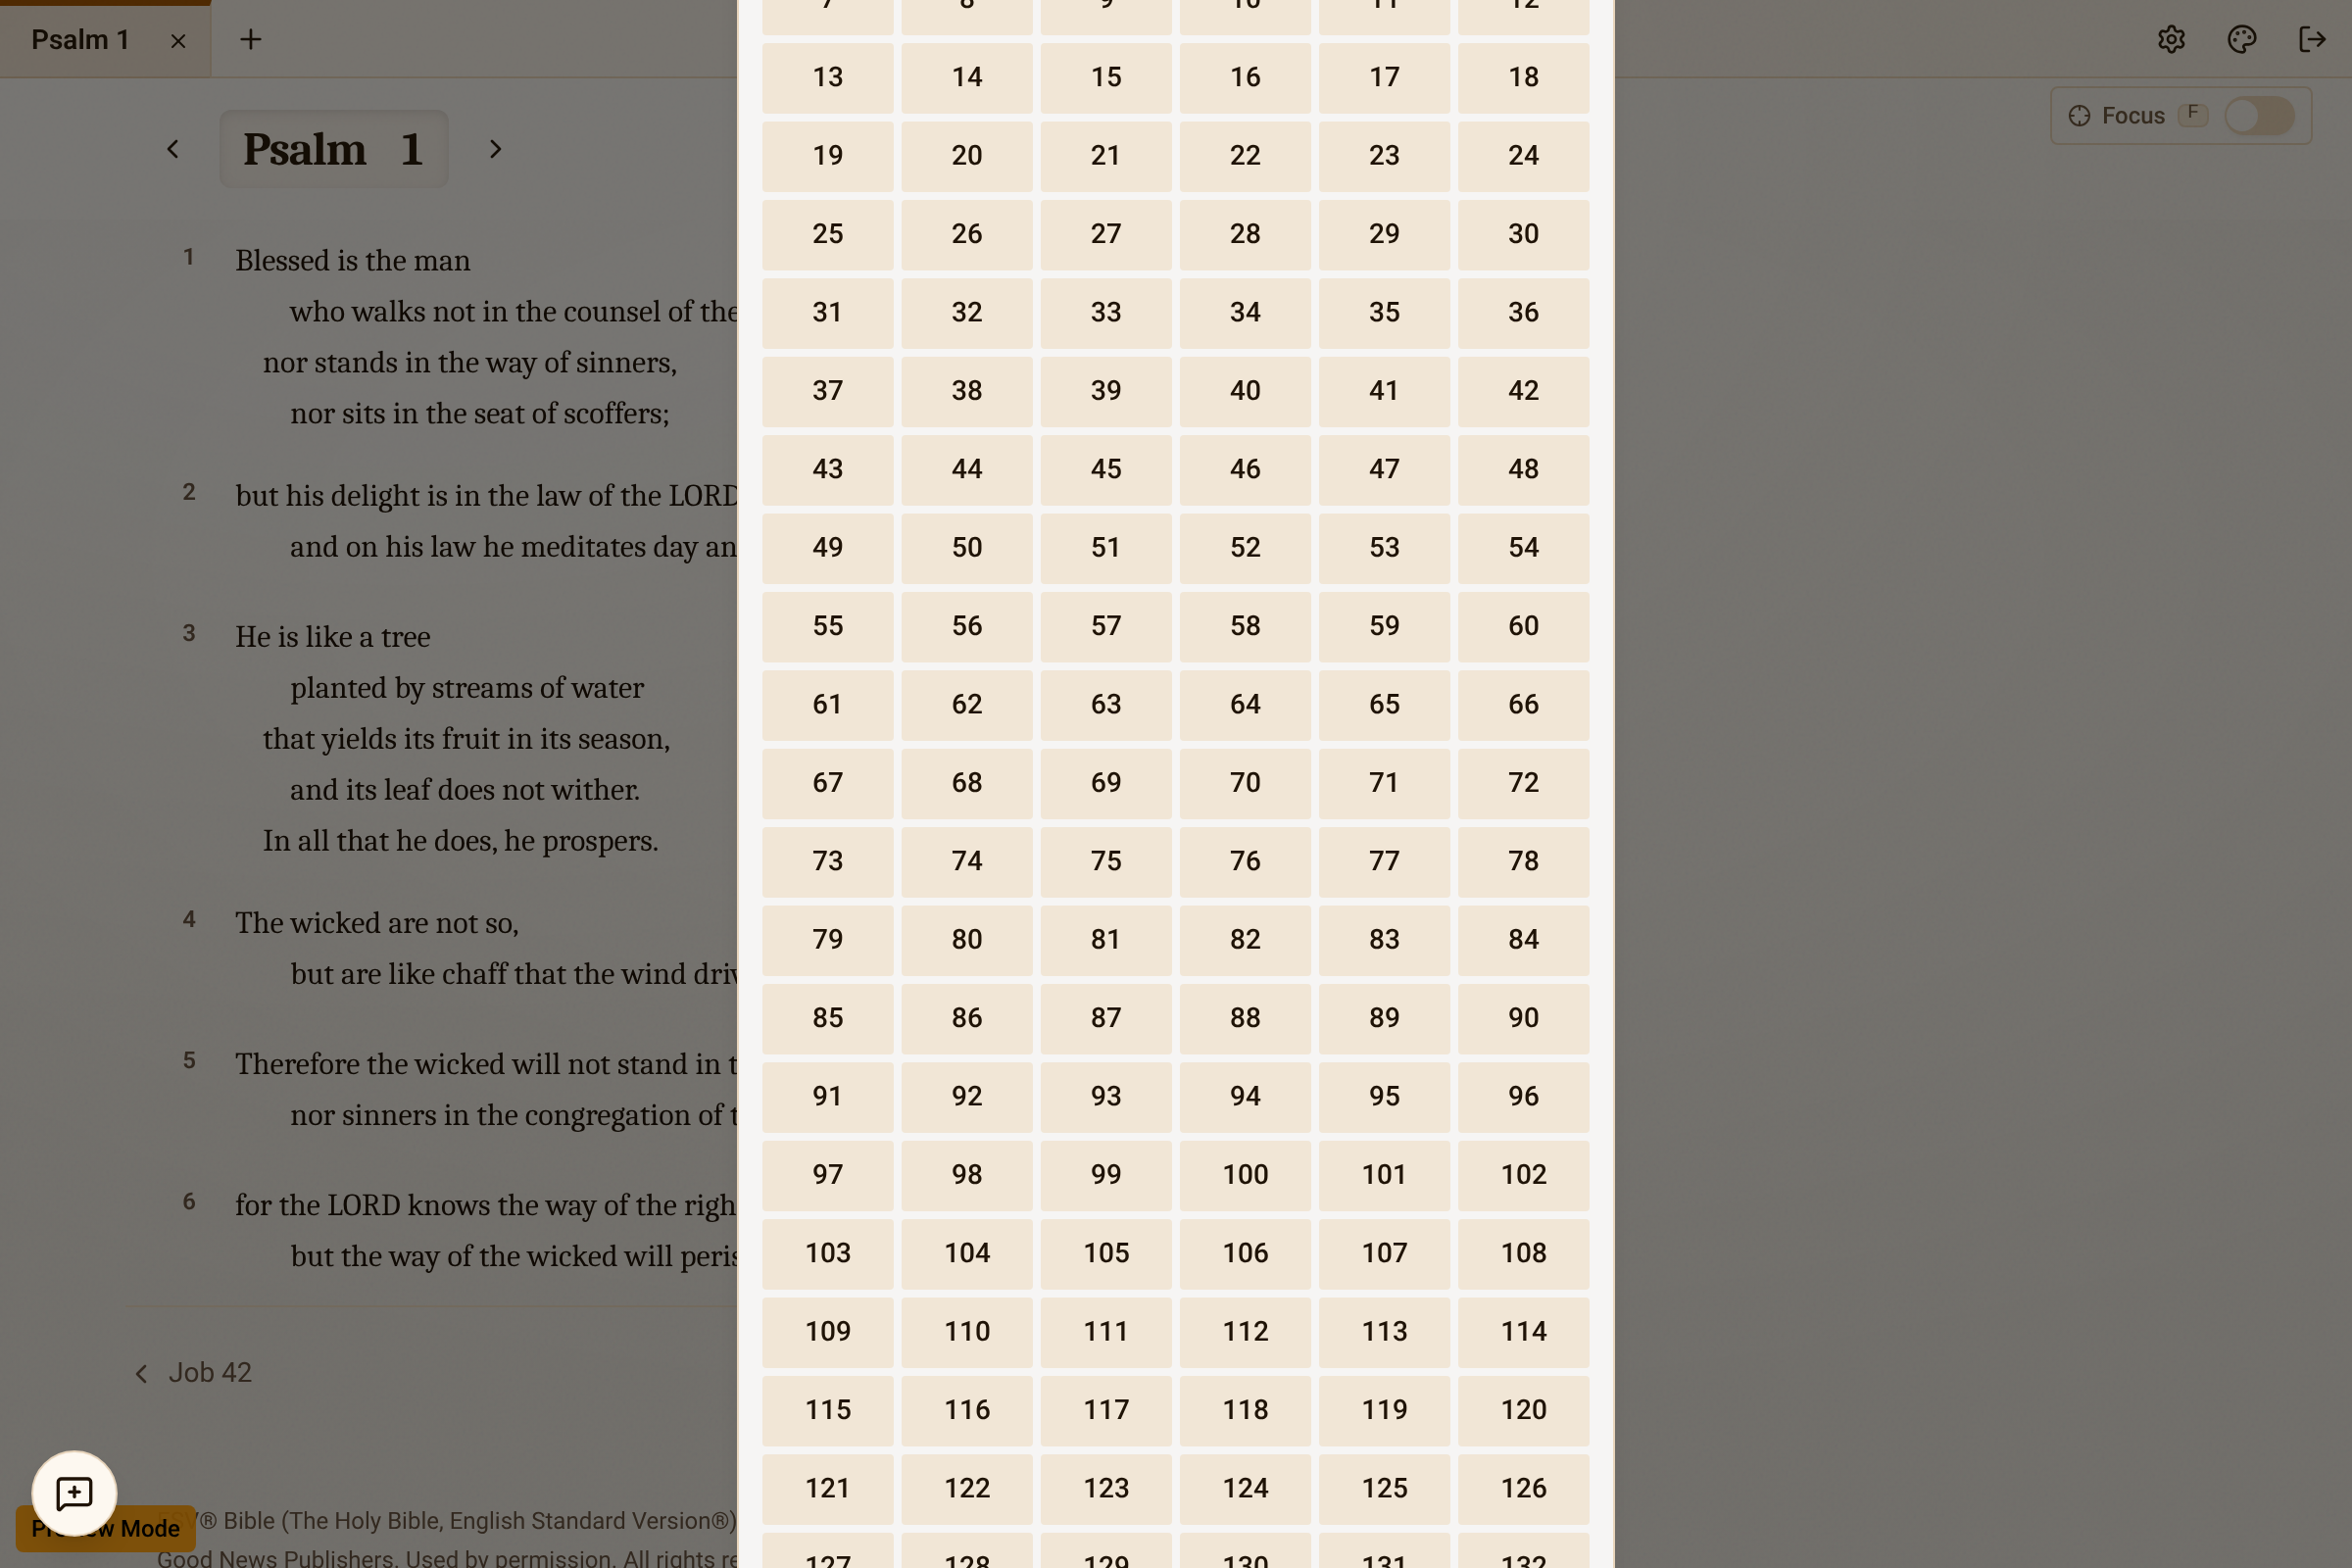 Psalm 1
Focus F
Psalm 1
1 Blessed is the man
who walks not in the counsel of the
nor stands in the way of sinners,
nor sits in the seat of scoffers;
2 but his delight is in the law of the LORD
and on his law he meditates day an
3 He is like a tree
planted by streams of water
that yields its fruit in its season,
and its leaf does not wither.
In all that he does, he prospers.
4 The wicked are not so,
but are like chaff that the wind driv
5 Therefore the wicked will not stand in t
nor sinners in the congregation of t
6 for the LORD knows the way of the righ
but the way of the wicked will peris
Job 42
® Bible (The Holy Bible, English Standard Version®)
Good News Publishers. Used by permission. All rights re
Mode
7 8 9 10 11 12
13 14 15 16 17 18
19 20 21 22 23 24
25 26 27 28 29 30
31 32 33 34 35 36
37 38 39 40 41 42
43 44 45 46 47 48
49 50 51 52 53 54
55 56 57 58 59 60
61 62 63 64 65 66
67 68 69 70 71 72
73 74 75 76 77 78
79 80 81 82 83 84
85 86 87 88 89 90
91 92 93 94 95 96
97 98 99 100 101 102
103 104 105 106 107 108
109 110 111 112 113 114
115 116 117 118 119 120
121 122 123 124 125 126
127 128 129 130 131 132